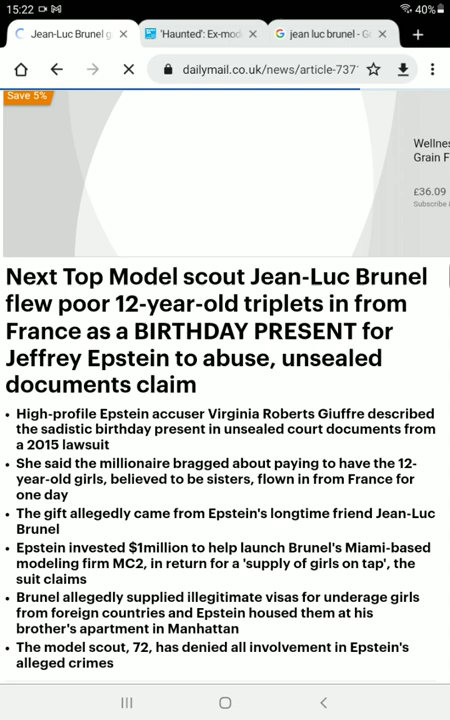 15:22
40%
Jean-Luc Brunel g
'Haunted': Ex-mod
jean luc brunel - G
dailymail.co.uk/news/article-737
Save 5%
Wellnes
Grain F
£36.09
Subscribe
Next Top Model scout Jean-Luc Brunel
flew poor 12-year-old triplets in from
France as a BIRTHDAY PRESENT for
Jeffrey Epstein to abuse, unsealed
documents claim
• High-profile Epstein accuser Virginia Roberts Giuffre described
the sadistic birthday present in unsealed court documents from
a 2015 lawsuit
• She said the millionaire bragged about paying to have the 12-
year-old girls, believed to be sisters, flown in from France for
one day
• The gift allegedly came from Epstein's longtime friend Jean-Luc
Brunel
• Epstein invested $1million to help launch Brunel's Miami-based
modeling firm MC2, in return for a 'supply of girls on tap', the
suit claims
• Brunel allegedly supplied illegitimate visas for underage girls
from foreign countries and Epstein housed them at his
brother's apartment in Manhattan
• The model scout, 72, has denied all involvement in Epstein's
alleged crimes